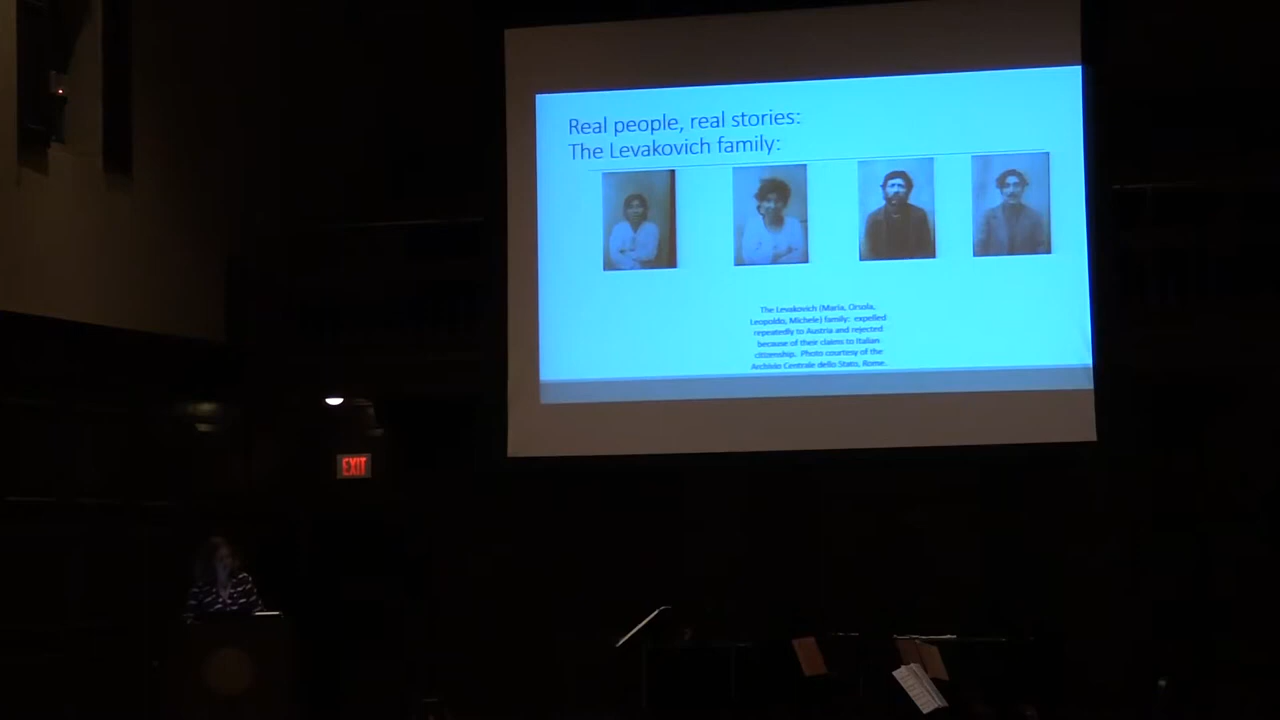 Real people, real stories:
The Levakovich family:
The Levakovich (Maria, Orsola,
Leopoldo, Michele) family: expelled
repeatedly to Austria and rejected
because of their claims to Italian
citizenship. Photo courtesy of the
Archivio Centrale dello Stato, Rome.
EXIT